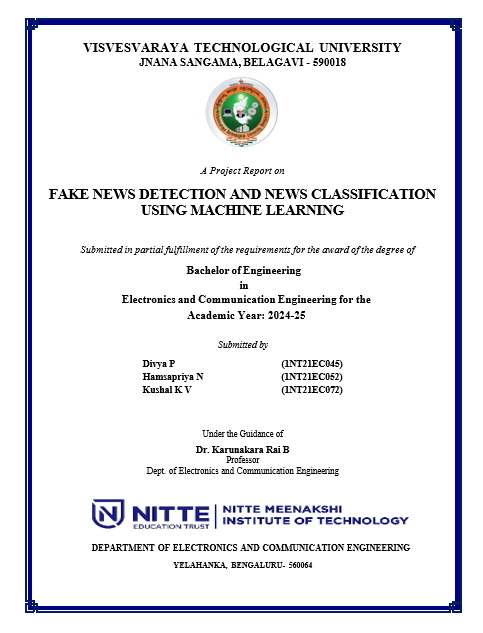 VISVESVARAYA TECHNOLOGICAL UNIVERSITY
JNANA SANGAMA, BELAGAVI - 590018
A Project Report on
FAKE NEWS DETECTION AND NEWS CLASSIFICATION
USING MACHINE LEARNING
Submitted in partial fulfillment of the requirements for the award of the degree of
Bachelor of Engineering
in
Electronics and Communication Engineering for the
Academic Year: 2024-25
Submitted by
Divya P (1NT21EC045)
Hamsapriya N (1NT21EC052)
Kushal K V (1NT21EC072)
Under the Guidance of
Dr. Karunakara Rai B
Professor
Dept. of Electronics and Communication Engineering
NITTE
EDUCATION TRUST
NITTE MEENAKSHI
INSTITUTE OF TECHNOLOGY
DEPARTMENT OF ELECTRONICS AND COMMUNICATION ENGINEERING
YELAHANKA, BENGALURU- 560064